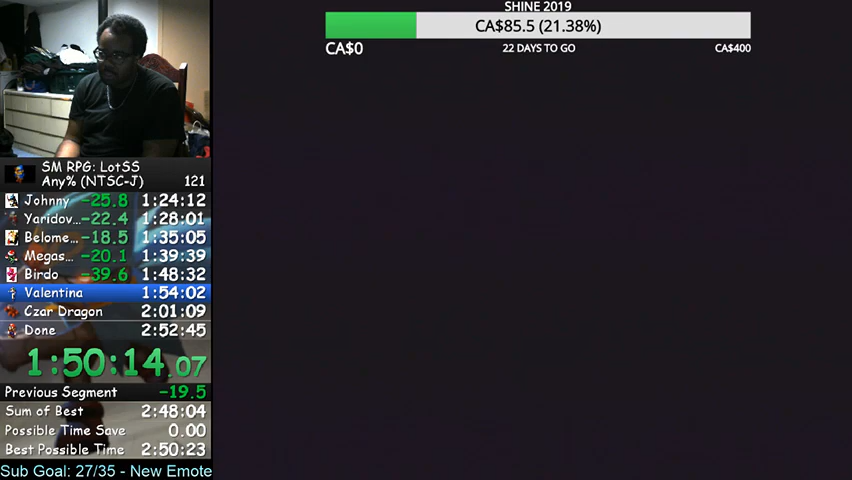 SHINE 2019
CA$85.5 (21.38%)
CA$0
22 DAYS TO GO
CA$400
SM RPG: LotSS
Any% (NTSC-J) 121
Johnny -25.8 1:24:12
Yaridov... -22.4 1:28:01
Belome... -18.5 1:35:05
Megas... -20.1 1:39:39
Birdo -39.6 1:48:32
Valentina 1:54:02
Czar Dragon 2:01:09
Done 2:52:45
1:50:14.07
Previous Segment -19.5
Sum of Best 2:48:04
Possible Time Save 0.00
Best Possible Time 2:50:23
Sub Goal: 27/35 - New Emote